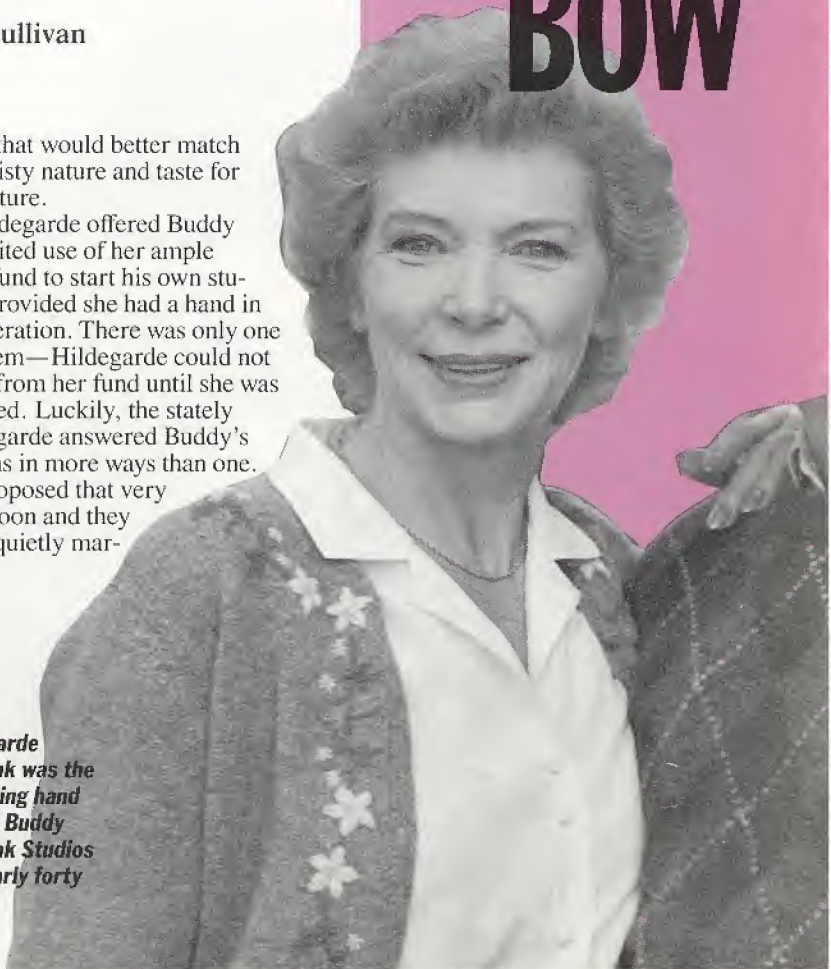 BOW
ullivan
that would better match
isty nature and taste for
ture.
degarde offered Buddy
ited use of her ample
und to start his own stu-
rovided she had a hand in
eration. There was only one
em—Hildegarde could not
from her fund until she was
ed. Luckily, the stately
garde answered Buddy's
s in more ways than one.
oposed that very
oon and they
quietly mar-
arde
nk was the
ing hand
Buddy
nk Studios
arly forty